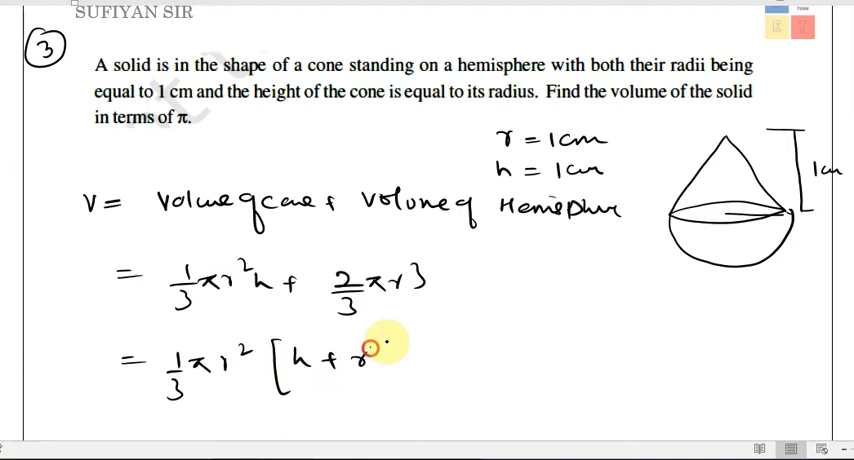 SUFIYAN SIR
TEAM
E T
3
A solid is in the shape of a cone standing on a hemisphere with both their radii being
equal to 1 cm and the height of the cone is equal to its radius. Find the volume of the solid
in terms of π.
r = 1cm
h = 1cm
1cm
V = Volume of cone + Volume of Hemisphere
= 1/3 πr²h + 2/3 πr3
= 1/3 πr² [h + r